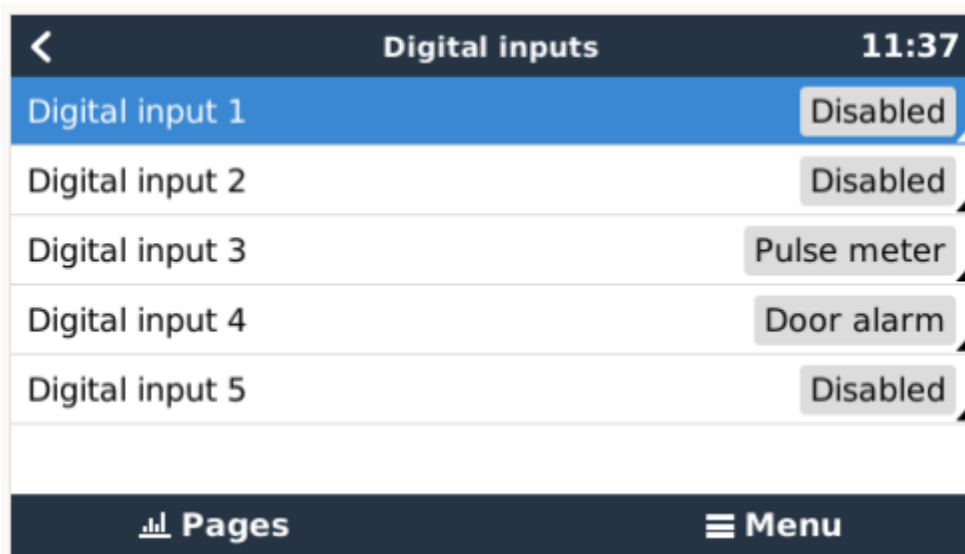 Digital inputs 11:37
Digital input 1 Disabled
Digital input 2 Disabled
Digital input 3 Pulse meter
Digital input 4 Door alarm
Digital input 5 Disabled
Pages Menu